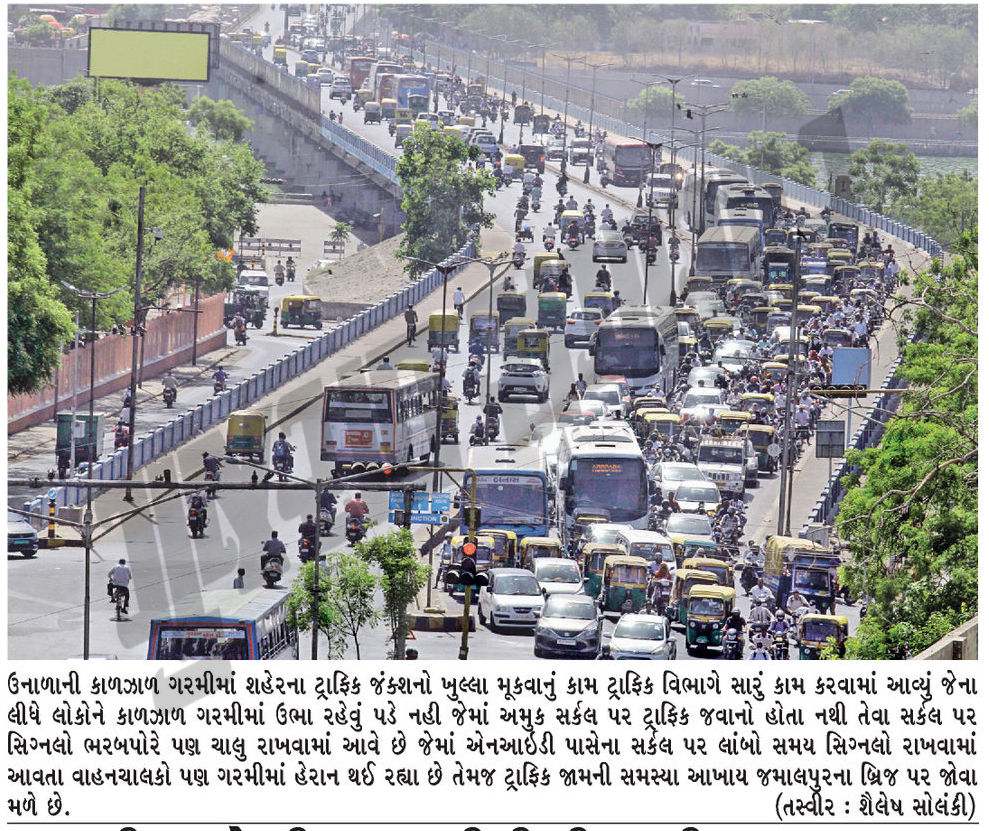 ઉનાળાની કાળઝાળ ગરમીમાં શહેરના ટ્રાફિક જંક્શનો ખુલ્લા મૂકવાનું કામ ટ્રાફિક વિભાગે સારું કામ કરવામાં આવ્યું જેના
લીધે લોકોને કાળઝાળ ગરમીમાં ઉભા રહેવું પડે નહી જેમાં અમુક સર્કલ પર ટ્રાફિક જવાનો હોતા નથી તેવા સર્કલ પર
સિગ્નલો ભરબપોરે પણ ચાલુ રાખવામાં આવે છે જેમાં એનઆઇડી પાસેના સર્કલ પર લાંબો સમય સિગ્નલો રાખવામાં
આવતા વાહનચાલકો પણ ગરમીમાં હેરાન થઈ રહ્યા છે તેમજ ટ્રાફિક જામની સમસ્યા આખાય જમાલપુરના બ્રિજ પર જોવા
મળે છે. (તસ્વીર : શૈલેષ સોલંકી)